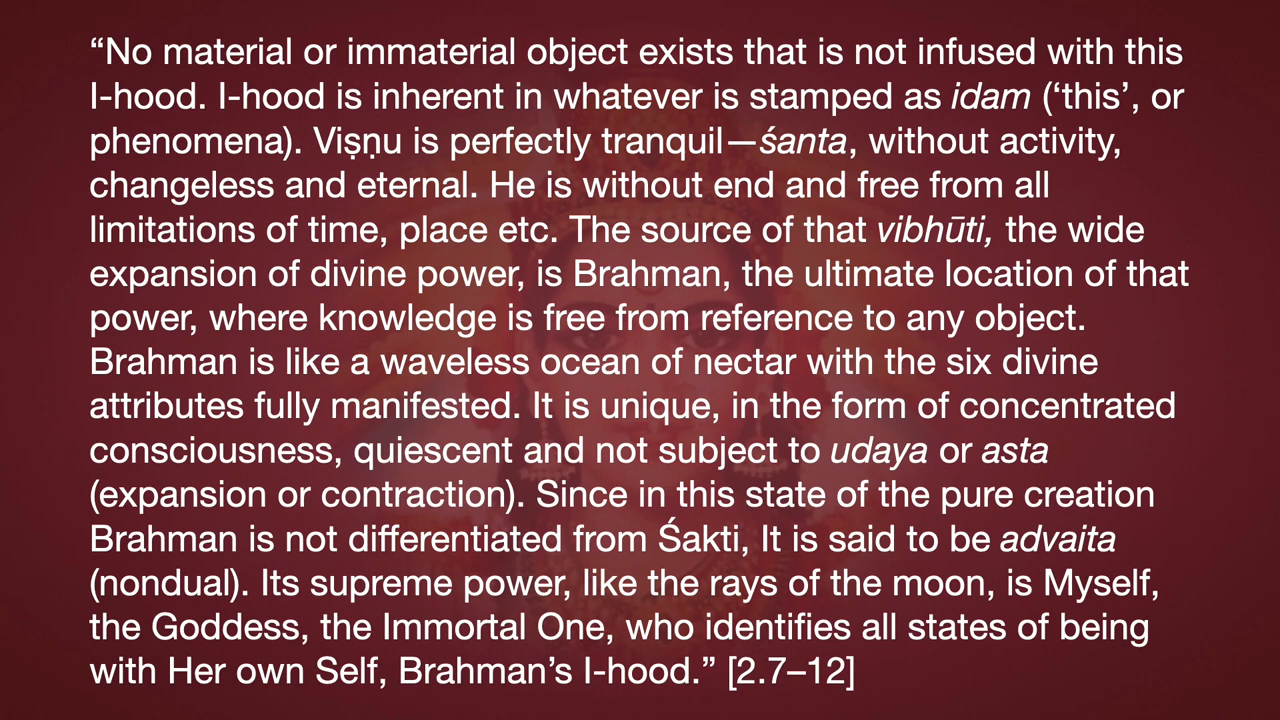 “No material or immaterial object exists that is not infused with this
I-hood. I-hood is inherent in whatever is stamped as idam (‘this’, or
phenomena). Viṣṇu is perfectly tranquil—śanta, without activity,
changeless and eternal. He is without end and free from all
limitations of time, place etc. The source of that vibhūti, the wide
expansion of divine power, is Brahman, the ultimate location of that
power, where knowledge is free from reference to any object.
Brahman is like a waveless ocean of nectar with the six divine
attributes fully manifested. It is unique, in the form of concentrated
consciousness, quiescent and not subject to udaya or asta
(expansion or contraction). Since in this state of the pure creation
Brahman is not differentiated from Śakti, It is said to be advaita
(nondual). Its supreme power, like the rays of the moon, is Myself,
the Goddess, the Immortal One, who identifies all states of being
with Her own Self, Brahman’s I-hood.” [2.7–12]